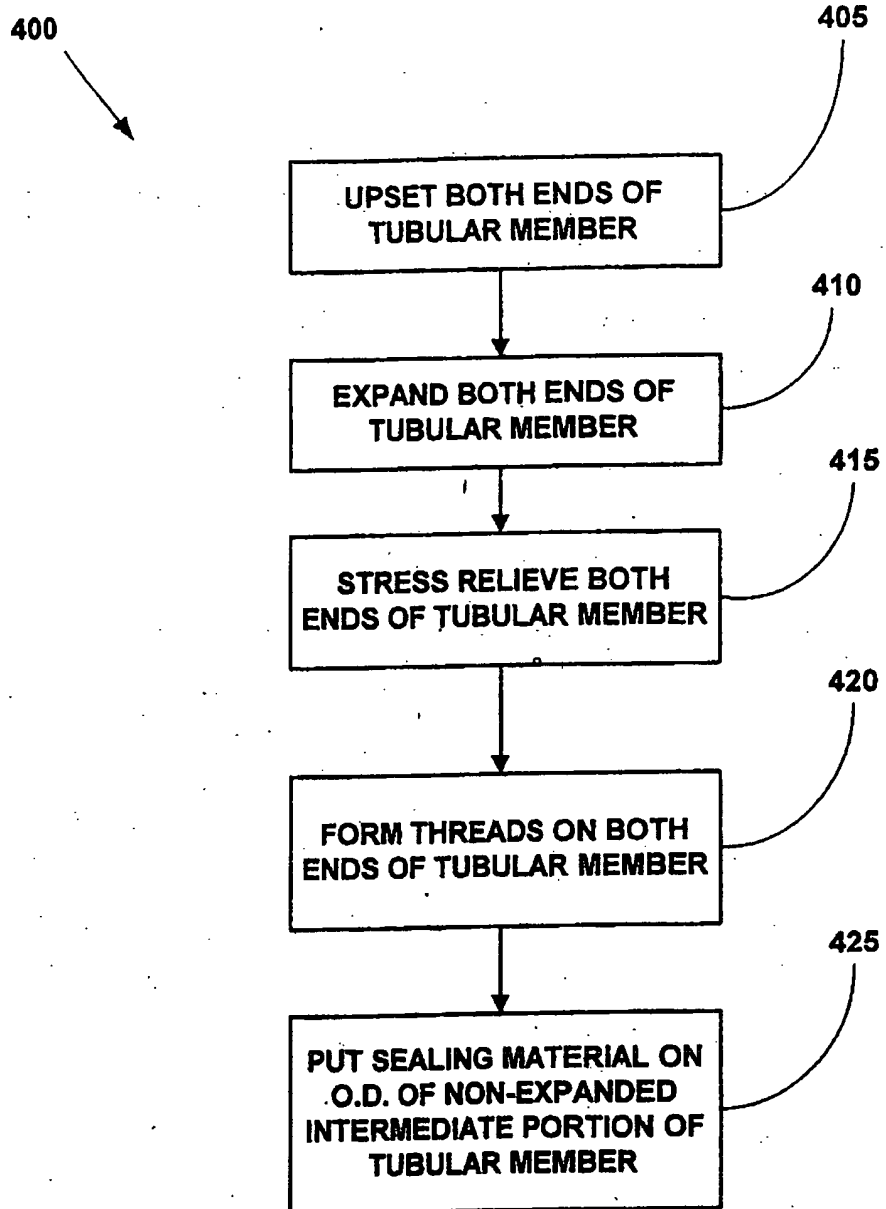 400
405
UPSET BOTH ENDS OF
TUBULAR MEMBER
410
EXPAND BOTH ENDS OF
TUBULAR MEMBER
415
STRESS RELIEVE BOTH
ENDS OF TUBULAR MEMBER
420
FORM THREADS ON BOTH
ENDS OF TUBULAR MEMBER
425
PUT SEALING MATERIAL ON
O.D. OF NON-EXPANDED
INTERMEDIATE PORTION OF
TUBULAR MEMBER